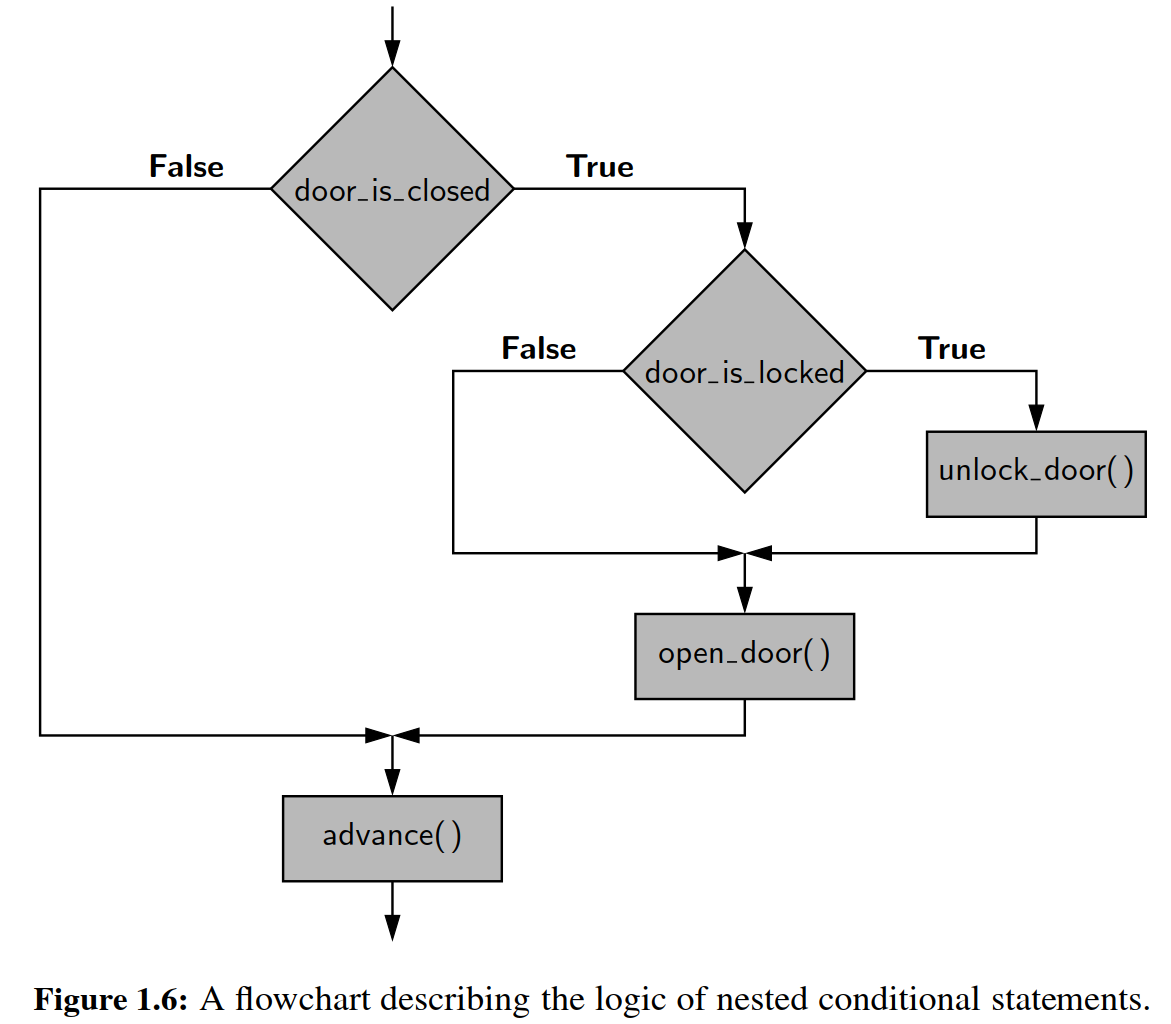 False
True
door_is_closed
False
True
door_is_locked
unlock_door()
open_door()
advance()
Figure 1.6: A flowchart describing the logic of nested conditional statements.